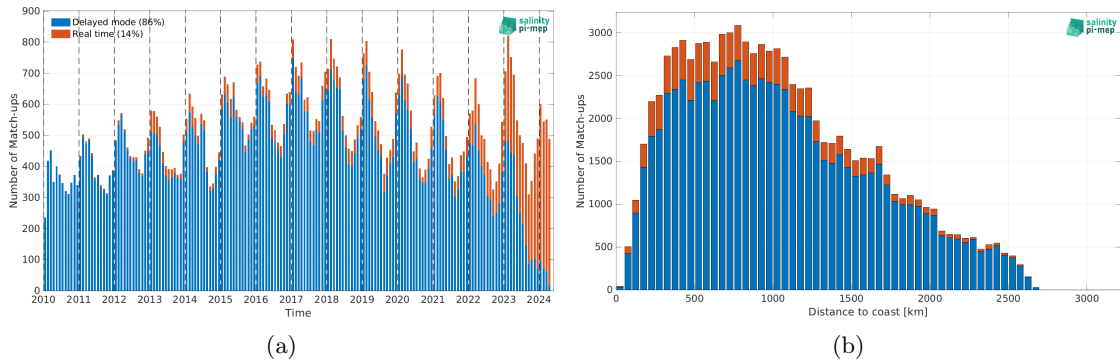 Delayed mode (86%)
Real time (14%)
salinity
pi-mep
Number of Match-ups
900
800
700
600
500
400
300
200
100
0
2010 2011 2012 2013 2014 2015 2016 2017 2018 2019 2020 2021 2022 2023 2024
Time
(a)
salinity
pi-mep
Number of Match-ups
3000
2500
2000
1500
1000
500
0
0 500 1000 1500 2000 2500 3000
Distance to coast [km]
(b)